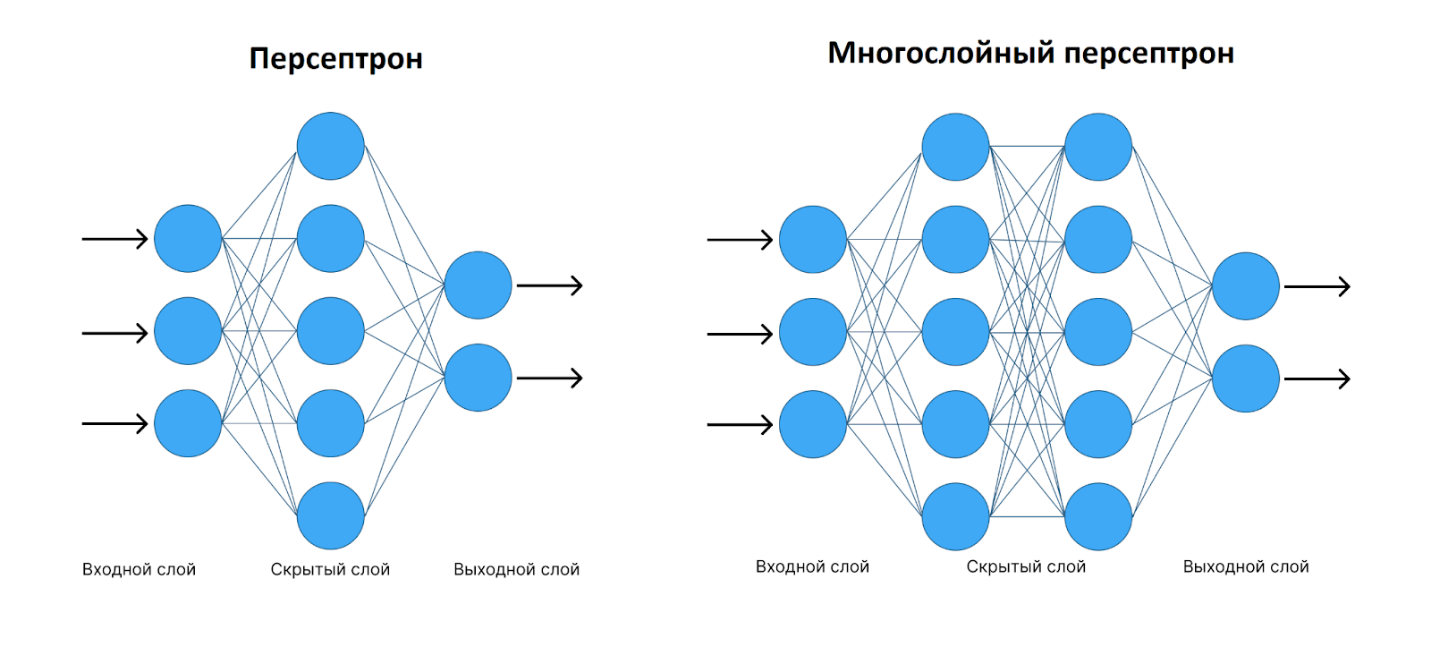 Персептрон
Входной слой
Скрытый слой
Выходной слой
Многослойный персептрон
Входной слой
Скрытый слой
Выходной слой